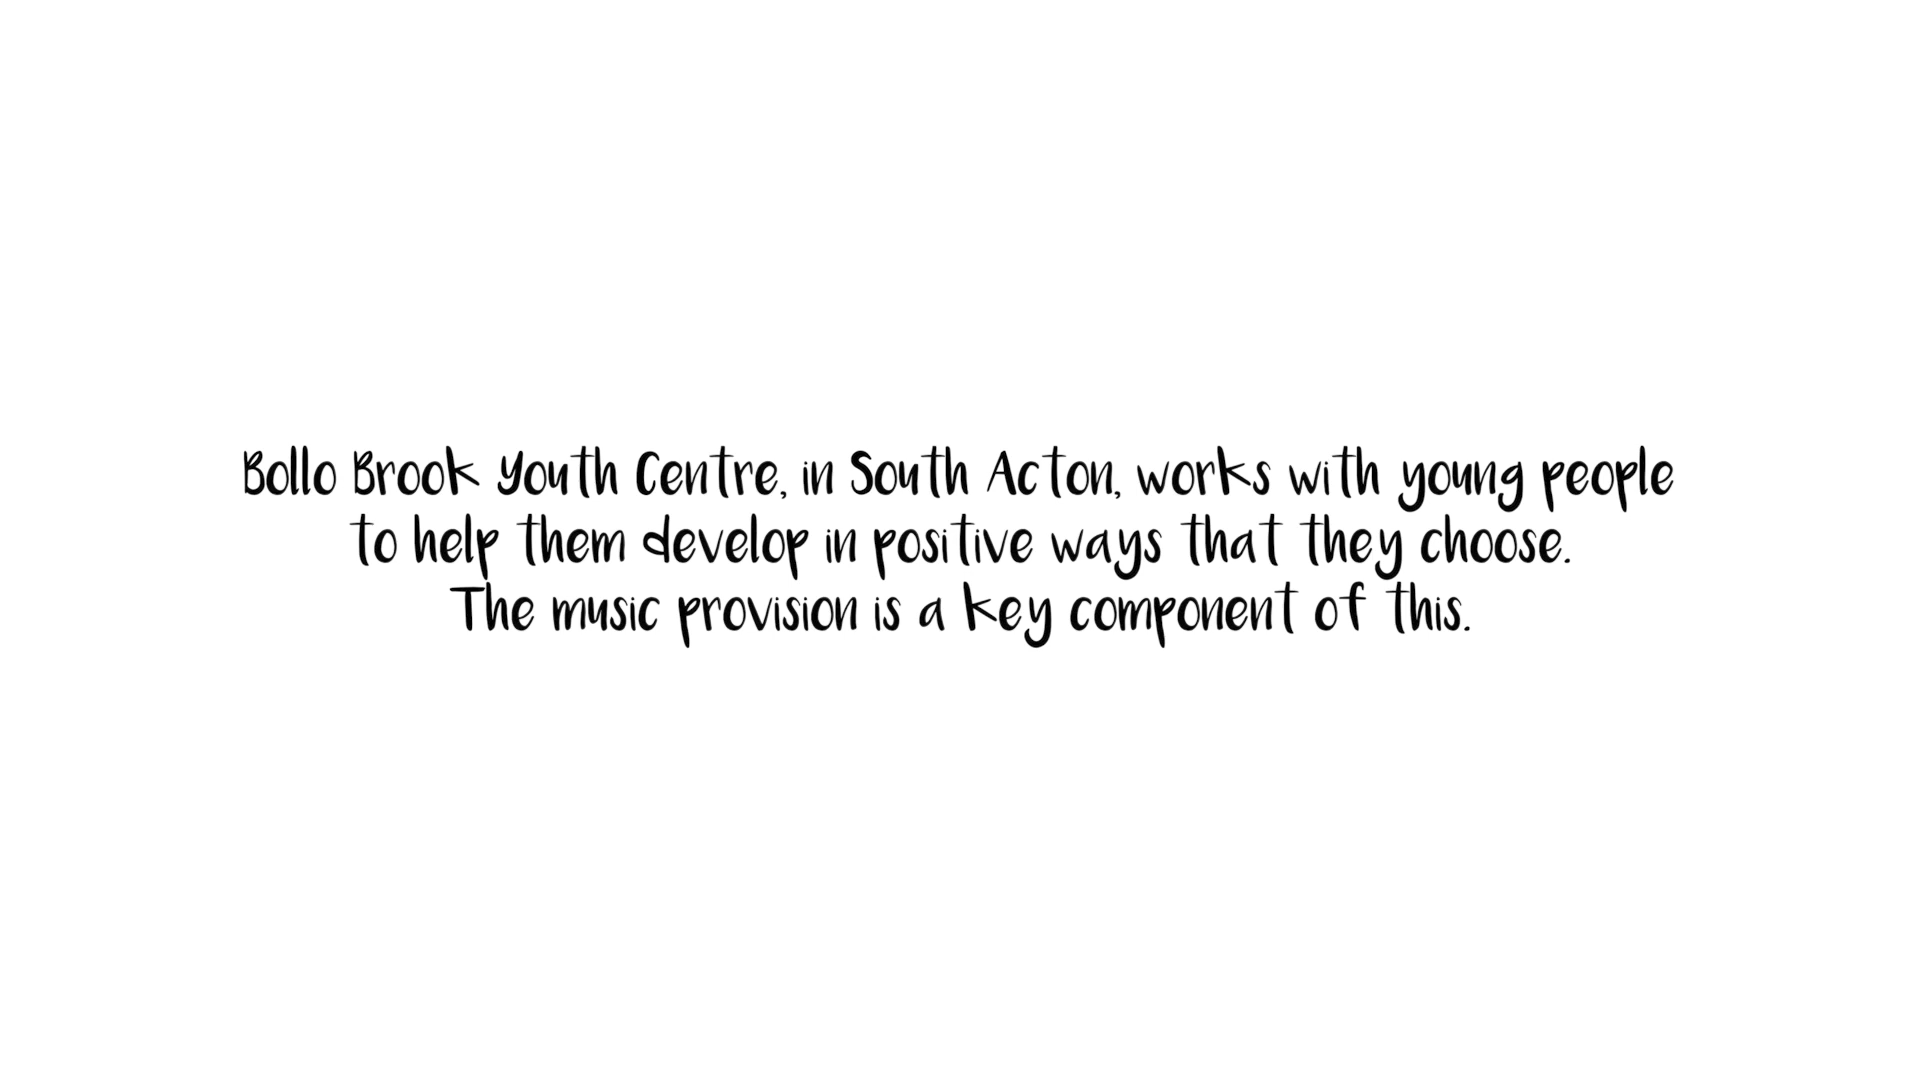 Bollo Brook Youth Centre, in South Acton, works with young people
to help them develop in positive ways that they choose.
The music provision is a key component of this.